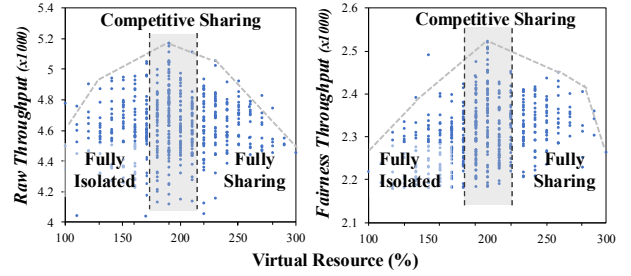 Competitive Sharing
Raw Throughput (x1000)
5.4
5.2
5
4.8
4.6
4.4
4.2
4
Fully
Isolated
Fully
Sharing
100
150
200
250
300
Competitive Sharing
Fairness Throughput (x1000)
2.6
2.5
2.4
2.3
2.2
2.1
Fully
Isolated
Fully
Sharing
100
150
200
250
300
Virtual Resource (%)